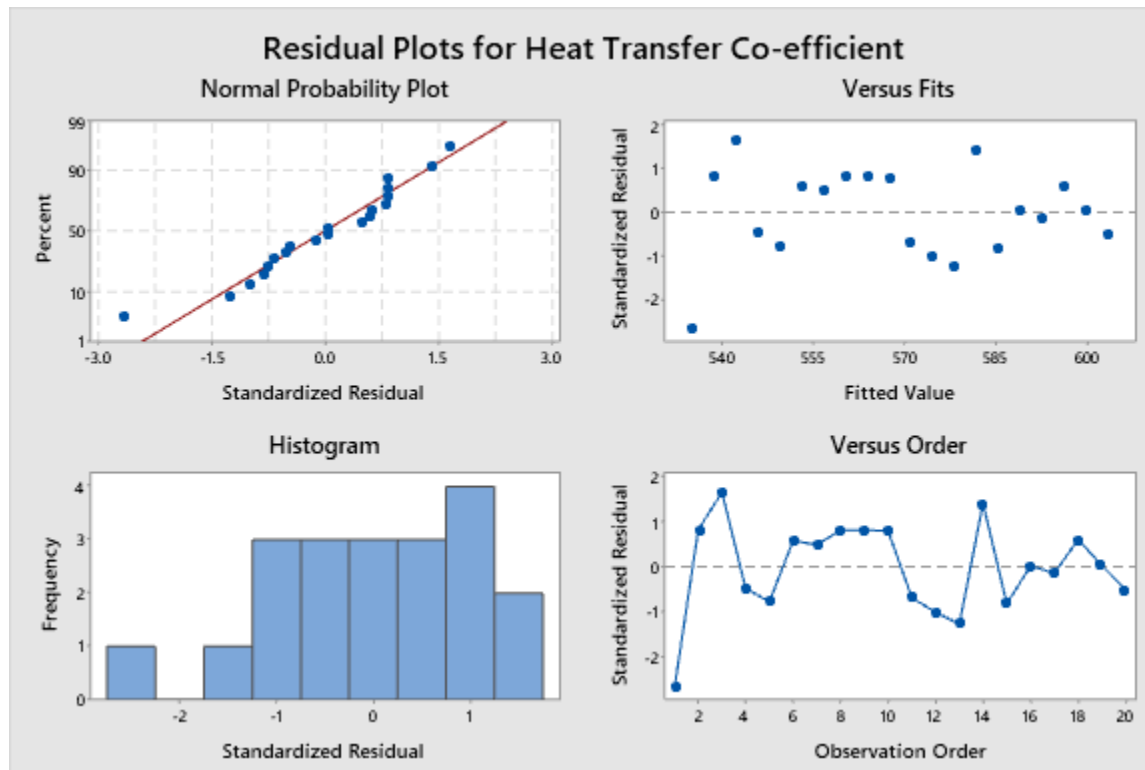 Residual Plots for Heat Transfer Co-efficient
Normal Probability Plot
99
90
50
10
1
Percent
-3.0 -1.5 0.0 1.5 3.0
Standardized Residual
Versus Fits
2
1
0
-1
-2
Standardized Residual
540 555 570 585 600
Fitted Value
Histogram
4
3
2
1
0
Frequency
-2 -1 0 1
Standardized Residual
Versus Order
2
1
0
-1
-2
Standardized Residual
2 4 6 8 10 12 14 16 18 20
Observation Order